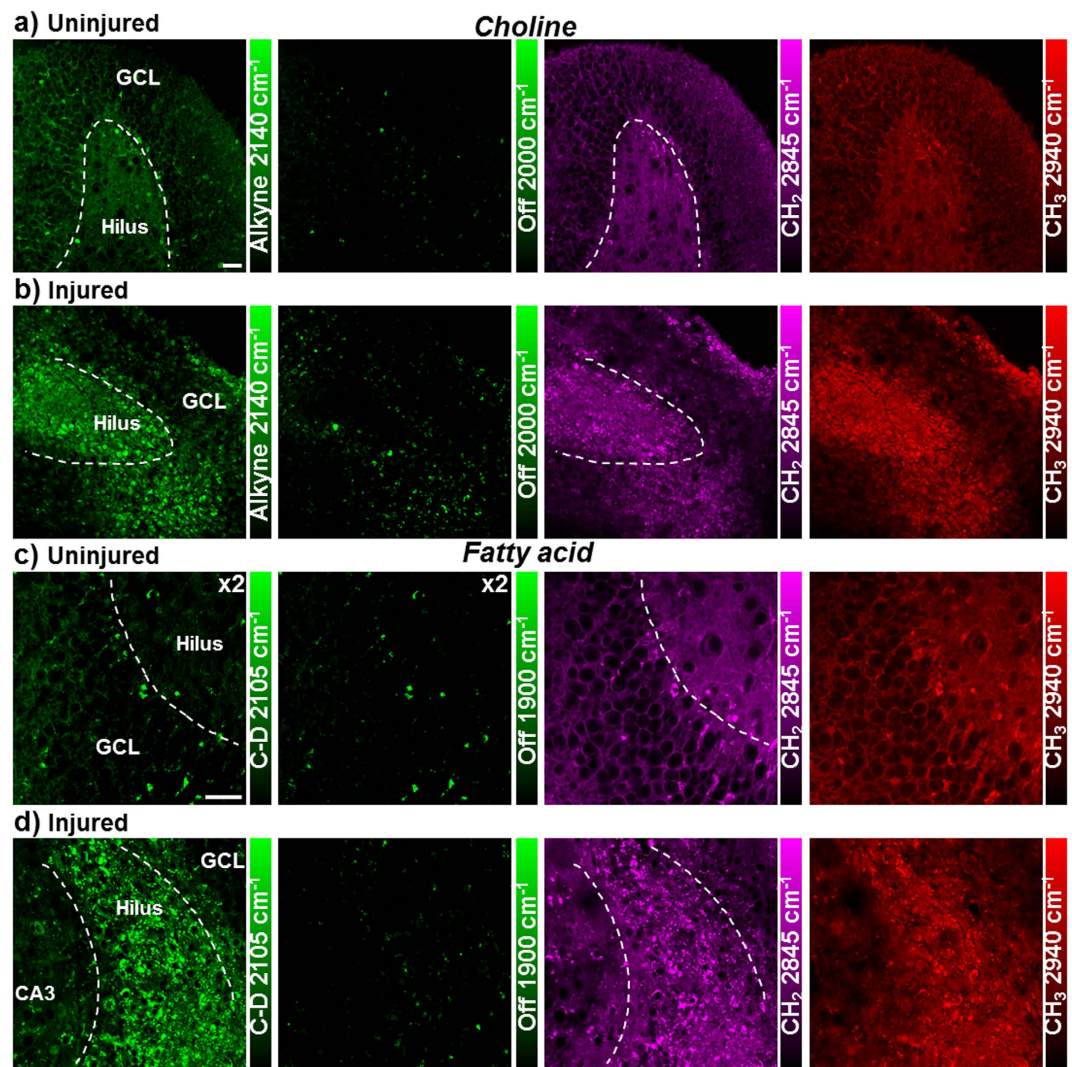 a) Uninjured
Choline
GCL
Hilus
Alkyne 2140 cm⁻¹
Off 2000 cm⁻¹
CH₂ 2845 cm⁻¹
CH₃ 2940 cm⁻¹
b) Injured
Hilus
GCL
Alkyne 2140 cm⁻¹
Off 2000 cm⁻¹
CH₂ 2845 cm⁻¹
CH₃ 2940 cm⁻¹
c) Uninjured
Fatty acid
x2
Hilus
GCL
C-D 2105 cm⁻¹
x2
Off 1900 cm⁻¹
CH₂ 2845 cm⁻¹
CH₃ 2940 cm⁻¹
d) Injured
GCL
Hilus
CA3
C-D 2105 cm⁻¹
Off 1900 cm⁻¹
CH₂ 2845 cm⁻¹
CH₃ 2940 cm⁻¹